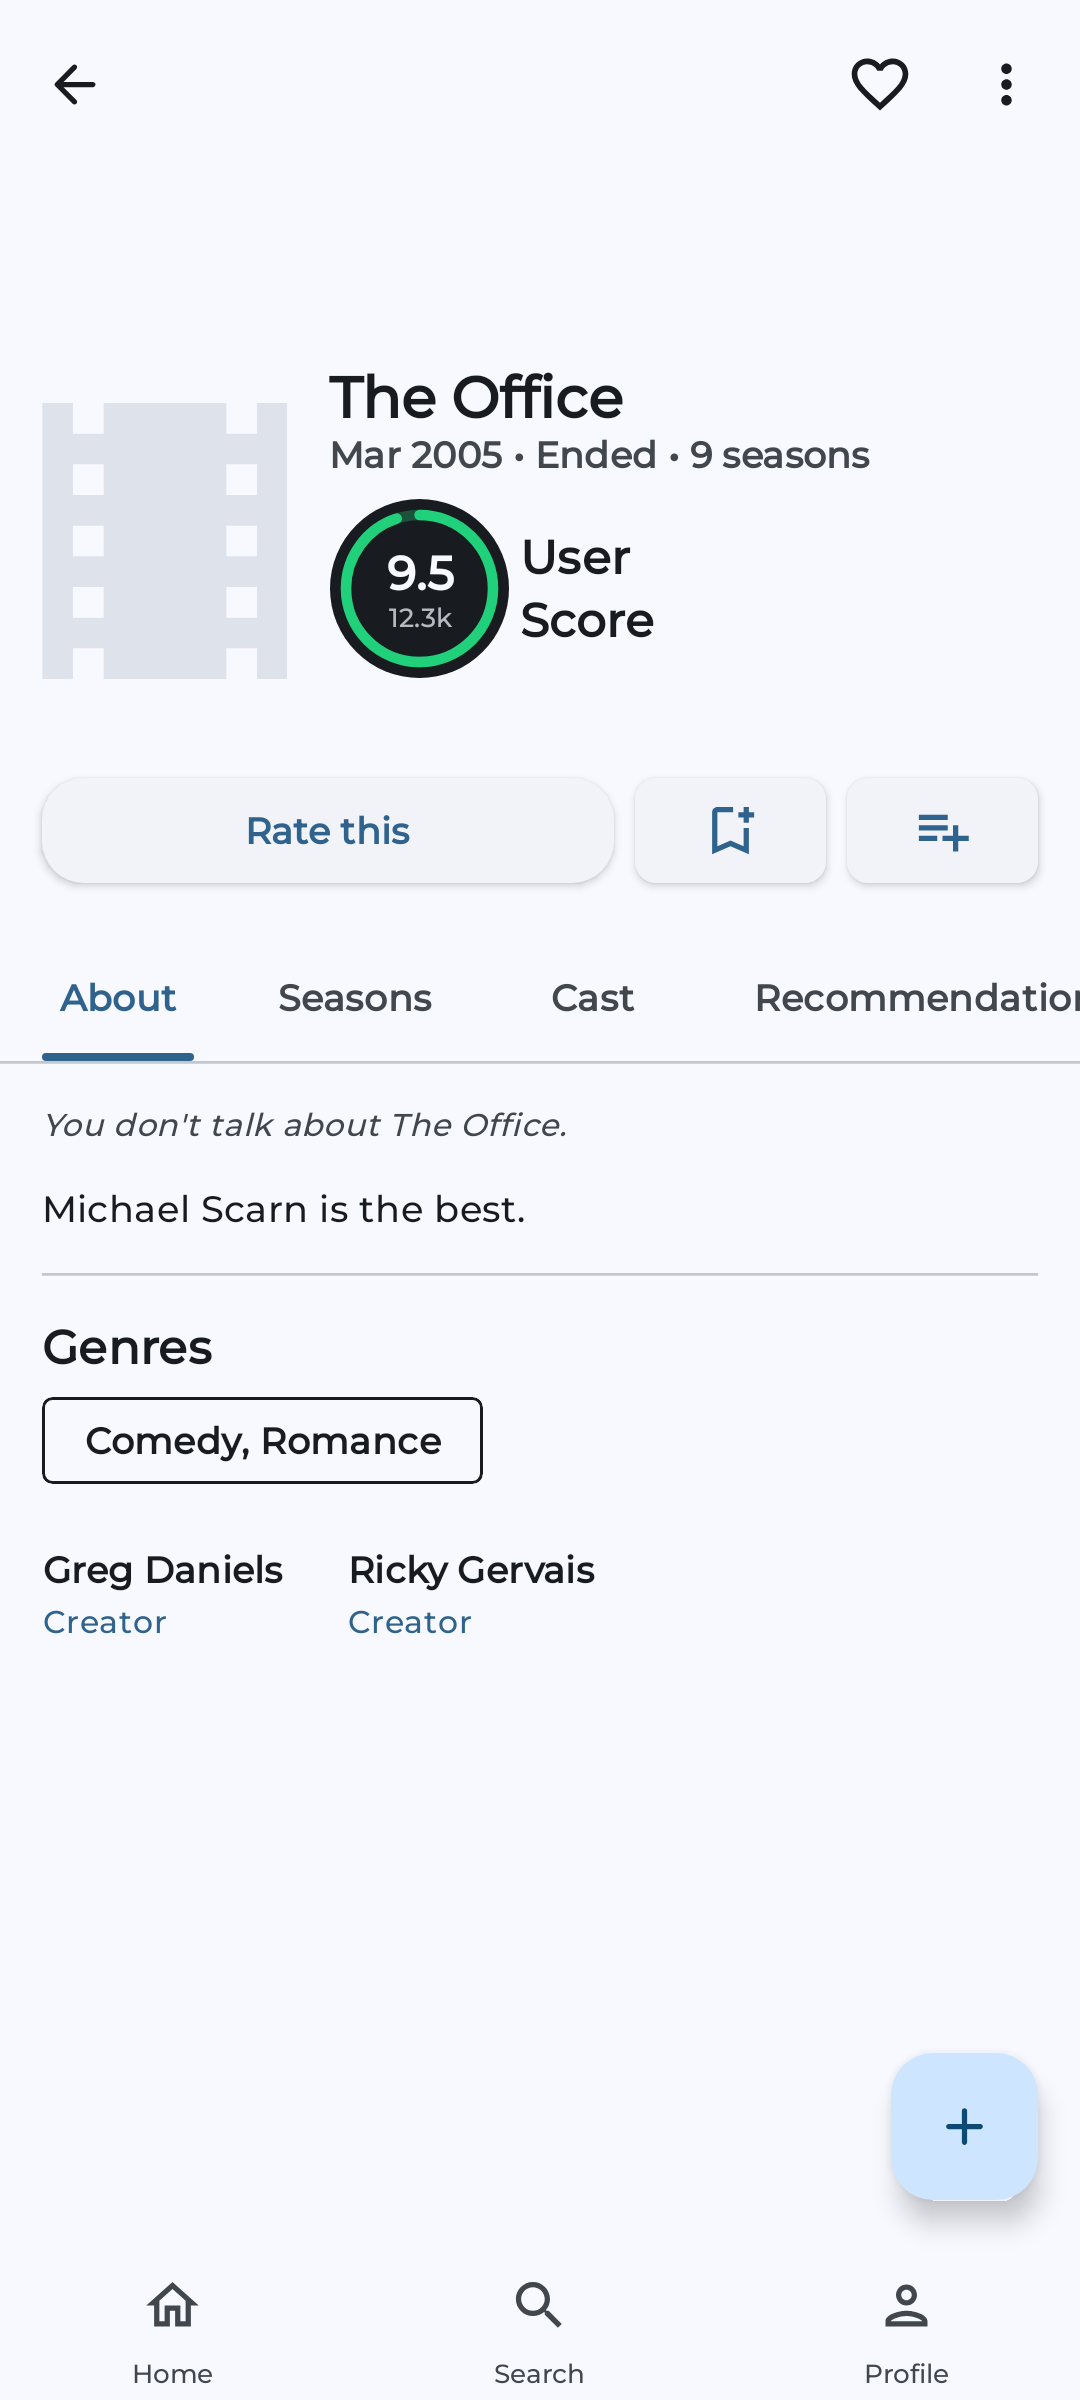 The Office
Mar 2005 • Ended • 9 seasons
9.5
12.3k
User
Score
Rate this
About Seasons Cast Recommendation
You don't talk about The Office.
Michael Scarn is the best.
Genres
Comedy, Romance
Greg Daniels Ricky Gervais
Creator Creator
Home Search Profile